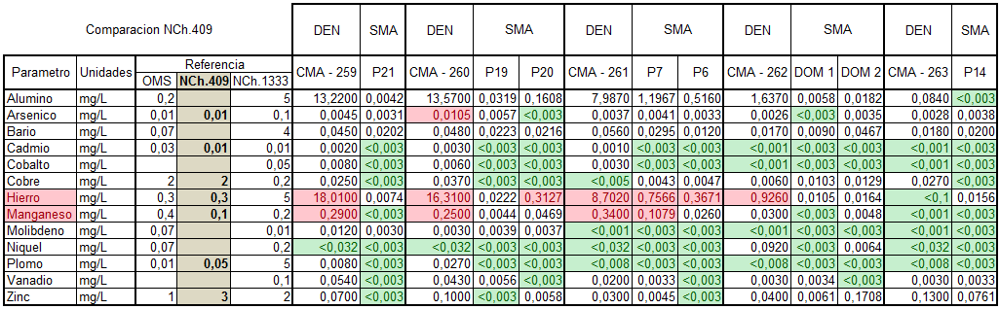 Comparacion NCh.409 DEN SMA DEN SMA DEN SMA DEN SMA DEN SMA
Parametro Unidades Referencia CMA - 259 P21 CMA - 260 P19 P20 CMA - 261 P7 P6 CMA - 262 DOM 1 DOM 2 CMA - 263 P14
OMS NCh.409 NCh.1333
Alumino mg/L 0,2 5 13,2200 0,0042 13,5700 0,0319 0,1608 7,9870 1,1967 0,5160 1,6370 0,0058 0,0182 0,0840 <0,003
Arsenico mg/L 0,01 0,01 0,1 0,0045 0,0031 0,0105 0,0057 <0,003 0,0037 0,0041 0,0033 0,0026 <0,003 0,0035 0,0028 0,0038
Bario mg/L 0,07 4 0,0450 0,0202 0,0480 0,0223 0,0216 0,0560 0,0295 0,0120 0,0170 0,0090 0,0467 0,0180 0,0200
Cadmio mg/L 0,03 0,01 0,01 0,0020 <0,003 0,0030 <0,003 <0,003 0,0010 <0,003 <0,003 <0,001 <0,003 <0,003 <0,001 <0,003
Cobalto mg/L 0,05 0,0080 <0,003 0,0060 <0,003 <0,003 0,0030 <0,003 <0,003 <0,001 <0,003 <0,003 <0,001 <0,003
Cobre mg/L 2 2 0,2 0,0250 <0,003 0,0370 <0,003 <0,003 <0,005 0,0043 0,0047 0,0060 0,0103 0,0129 0,0270 <0,003
Hierro mg/L 0,3 0,3 5 18,0100 0,0074 16,3100 0,0222 0,3127 8,7020 0,7566 0,3671 0,9260 0,0105 0,0164 <0,1 0,0156
Manganeso mg/L 0,4 0,1 0,2 0,2900 <0,003 0,2500 0,0044 0,0469 0,3400 0,1079 0,0260 0,0300 <0,003 0,0048 <0,001 <0,003
Molibdeno mg/L 0,07 0,01 0,0120 0,0030 0,0030 0,0039 0,0037 <0,001 <0,003 <0,003 <0,001 <0,003 <0,003 <0,001 <0,003
Niquel mg/L 0,07 0,2 <0,032 <0,003 <0,032 <0,003 <0,003 <0,032 <0,003 <0,003 0,0920 <0,003 0,0064 <0,032 <0,003
Plomo mg/L 0,01 0,05 5 0,0080 <0,003 0,0270 <0,003 <0,003 <0,008 <0,003 <0,003 <0,008 <0,003 <0,003 <0,008 <0,003
Vanadio mg/L 0,1 0,0540 <0,003 0,0430 0,0056 <0,003 0,0200 0,0033 <0,003 0,0030 0,0034 <0,003 0,0030 0,0033
Zinc mg/L 1 3 2 0,0700 <0,003 0,1000 <0,003 0,0058 0,0300 0,0045 <0,003 0,0400 0,0061 0,1708 0,1300 0,0761